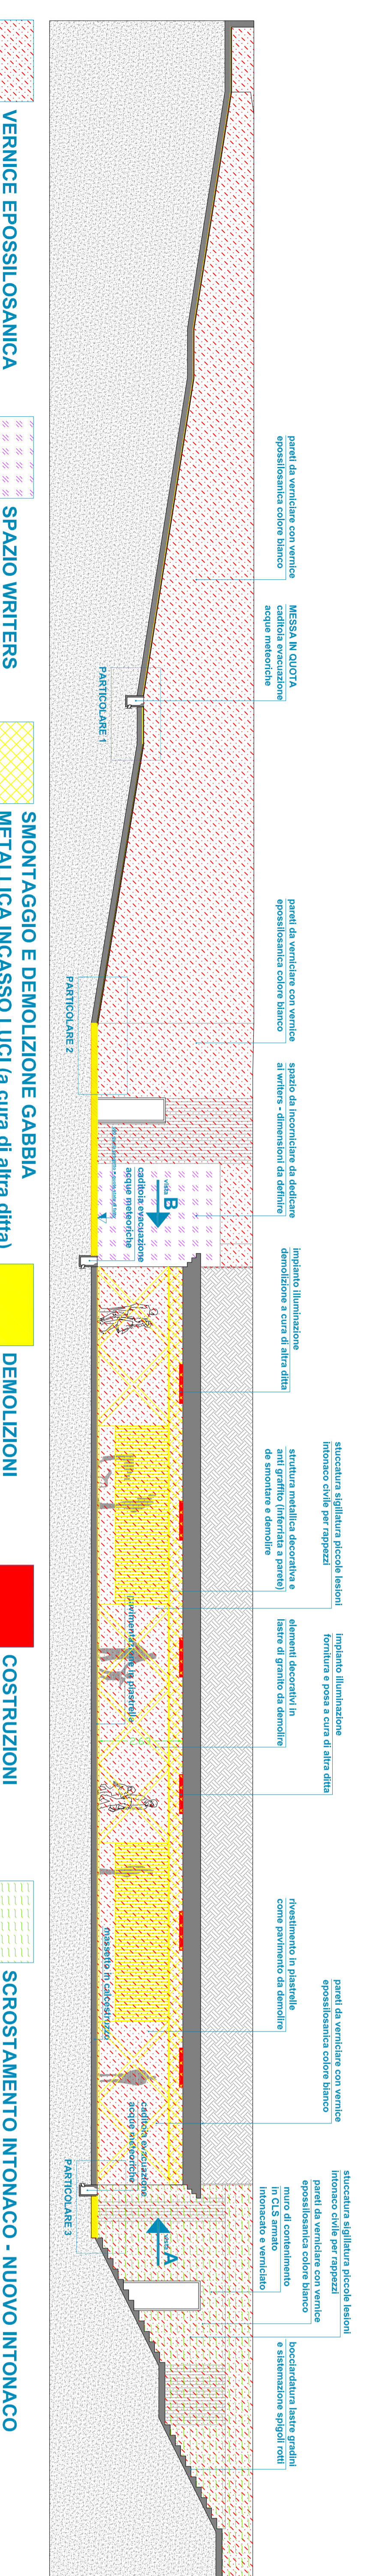 pareti da verniciare con vernice
epossilosanica colore bianco
MESSA IN QUOTA
caditoia evacuazione
acque meteoriche
PARTICOLARE 1
pareti da verniciare con vernice
epossilosanica colore bianco
PARTICOLARE 2
spazio da incorniciare da dedicare
ai writers - dimensioni da definire
vista B
caditoia evacuazione
acque meteoriche
impianto illuminazione
demolizione a cura di altra ditta
stuccatura sigillatura piccole lesioni
intonaco civile per rappezzi
struttura metallica decorativa e
anti graffito (inferriata a parete)
de smontare e demolire
pavimentazione in piastrelle
impianto illuminazione
fornitura e posa a cura di altra ditta
elementi decorativi in
lastre di granito da demolire
rivestimento in piastrelle
come pavimento da demolire
massetto in calcestruzzo
pareti da verniciare con vernice
epossilosanica colore bianco
caditoia evacuazione
acque meteoriche
PARTICOLARE 3
vista A
stuccatura sigillatura piccole lesioni
intonaco civile per rappezzi
pareti da verniciare con vernice
epossilosanica colore bianco
muro di contenimento
in CLS armato
intonacato e verniciato
bocciardatura lastre gradini
e sistemazione spigoli rotti
VERNICE EPOSSILOSANICA
SPAZIO WRITERS
SMONTAGGIO E DEMOLIZIONE GABBIA
METALLICA INCASSO LUCI (a cura di altra ditta)
DEMOLIZIONI
COSTRUZIONI
SCROSTAMENTO INTONACO - NUOVO INTONACO